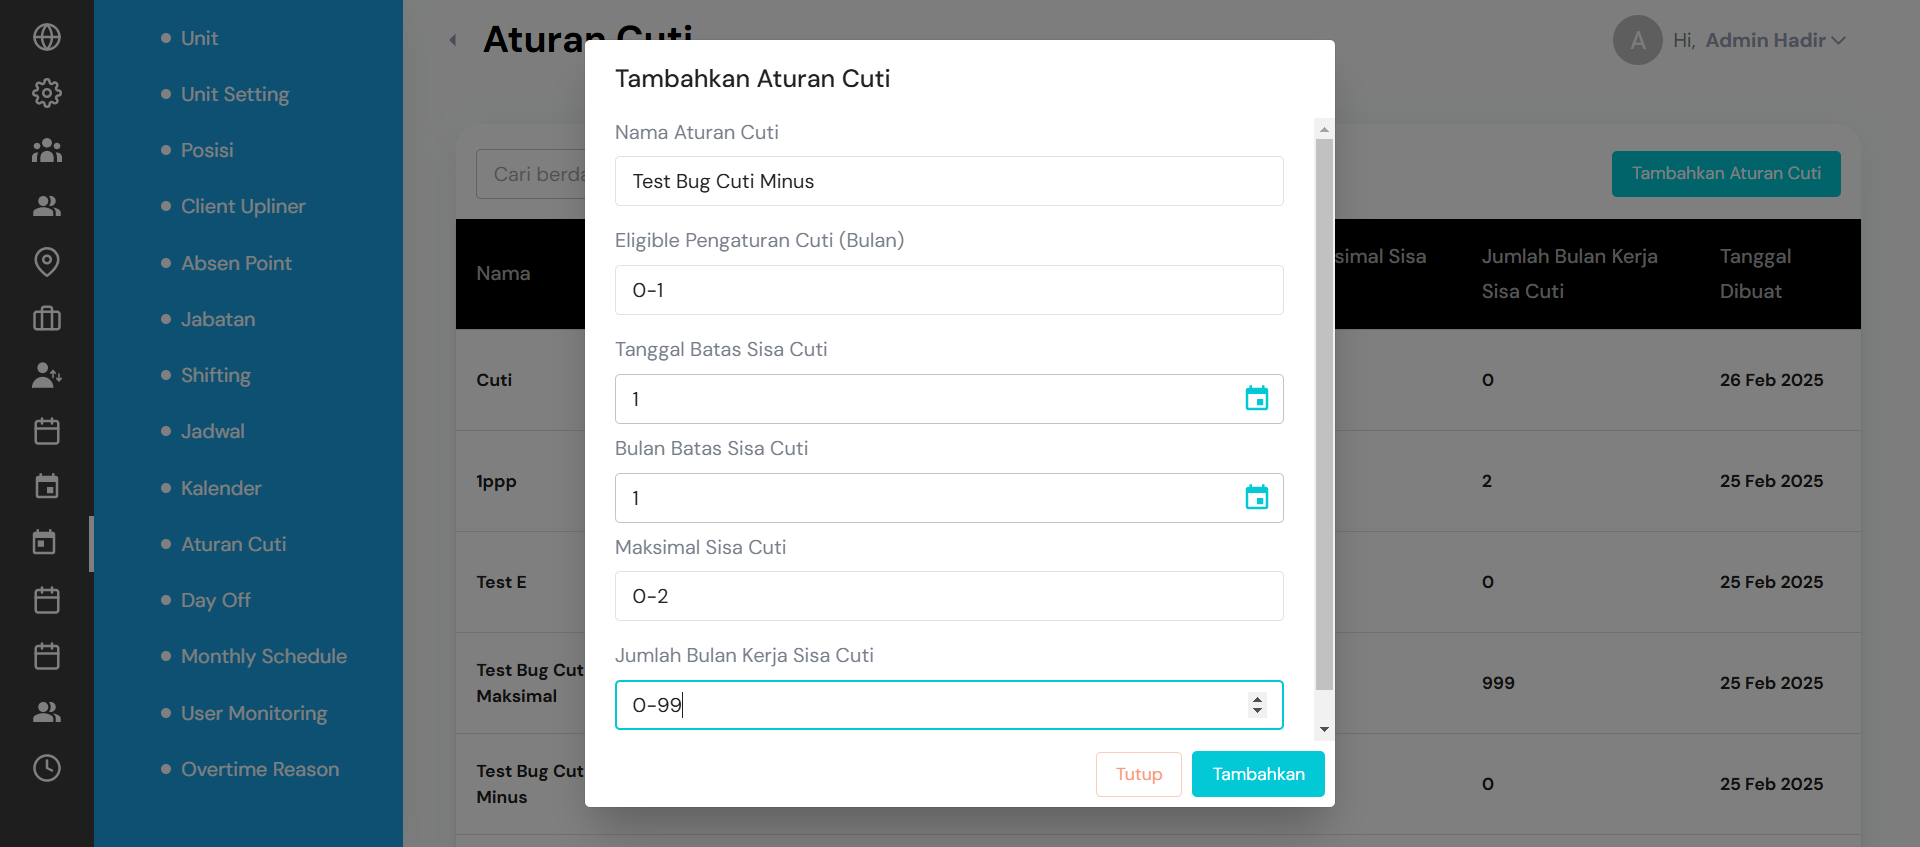 Unit
Unit Setting
Posisi
Client Upliner
Absen Point
Jabatan
Shifting
Jadwal
Kalender
Aturan Cuti
Day Off
Monthly Schedule
User Monitoring
Overtime Reason
Aturan Cuti
A Hi, Admin Hadir
Cari berda
Tambahkan Aturan Cuti
Nama
simal Sisa
Jumlah Bulan Kerja
Sisa Cuti
Tanggal
Dibuat
Cuti
0
26 Feb 2025
1ppp
2
25 Feb 2025
Test E
0
25 Feb 2025
Test Bug Cut
Maksimal
999
25 Feb 2025
Test Bug Cut
Minus
0
25 Feb 2025
Tambahkan Aturan Cuti
Nama Aturan Cuti
Test Bug Cuti Minus
Eligible Pengaturan Cuti (Bulan)
0-1
Tanggal Batas Sisa Cuti
1
Bulan Batas Sisa Cuti
1
Maksimal Sisa Cuti
0-2
Jumlah Bulan Kerja Sisa Cuti
0-99
Tutup
Tambahkan